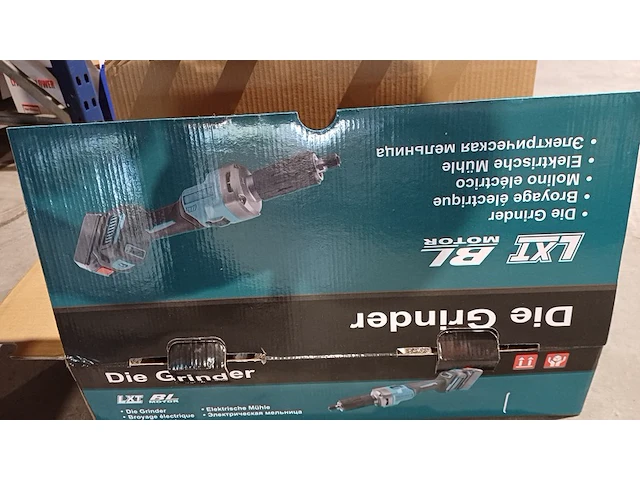 Die Grinder
LXT BL MOTOR
• Die Grinder
• Broyage électrique
• Molino eléctrico
• Elektrische Mühle
• Электрическая мельница
Die Grinder
LXT BL MOTOR
• Die Grinder
• Elektrische Mühle
• Broyage électrique
• Электрическая мельница